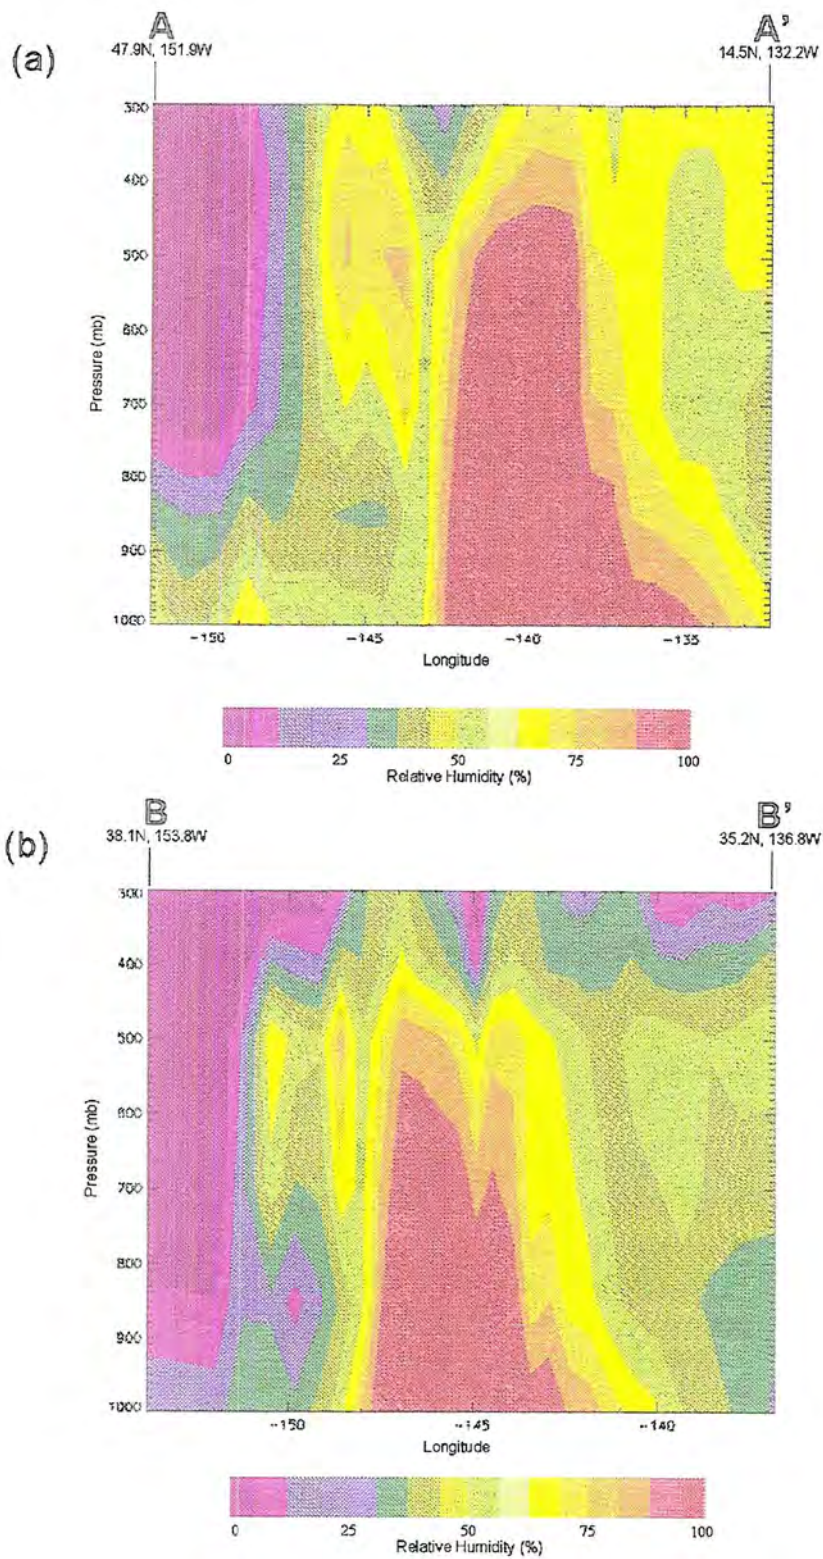 (a)
A
A'
47.9N, 151.9W
14.5N, 132.2W
300
400
500
600
700
800
900
1000
Pressure (mb)
-150
-145
-140
-135
Longitude
0
25
50
75
100
Relative Humidity (%)
(b)
B
B'
38.1N, 153.8W
35.2N, 136.8W
300
400
500
600
700
800
900
1000
Pressure (mb)
-150
-145
-140
Longitude
0
25
50
75
100
Relative Humidity (%)